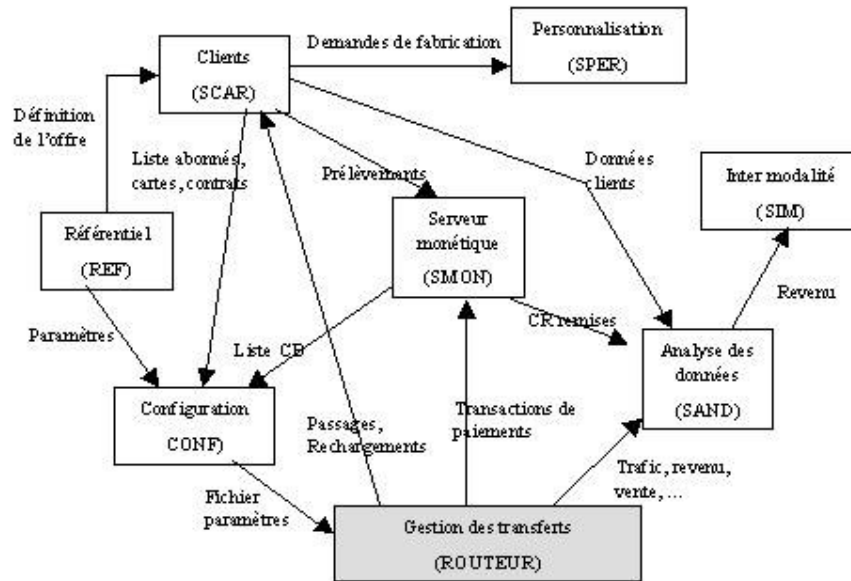 Personnalisation
(SPER)
Demandes de fabrication
Clients
(SCAR)
Définition
de l'offre
Liste abonnés,
cartes, contrats
Prélèvements
Données
clients
Inter modalité
(SIM)
Référentiel
(REF)
Serveur
monétique
(SMON)
Revenu
Paramètres
Liste CB
CR remises
Analyse des
données
(SAND)
Configuration
CONF)
Passages,
Rechargements
Transactions de
paiements
Trafic, revenu,
vente, ...
Fichier
paramètres
Gestion des transferts
(ROUTEUR)